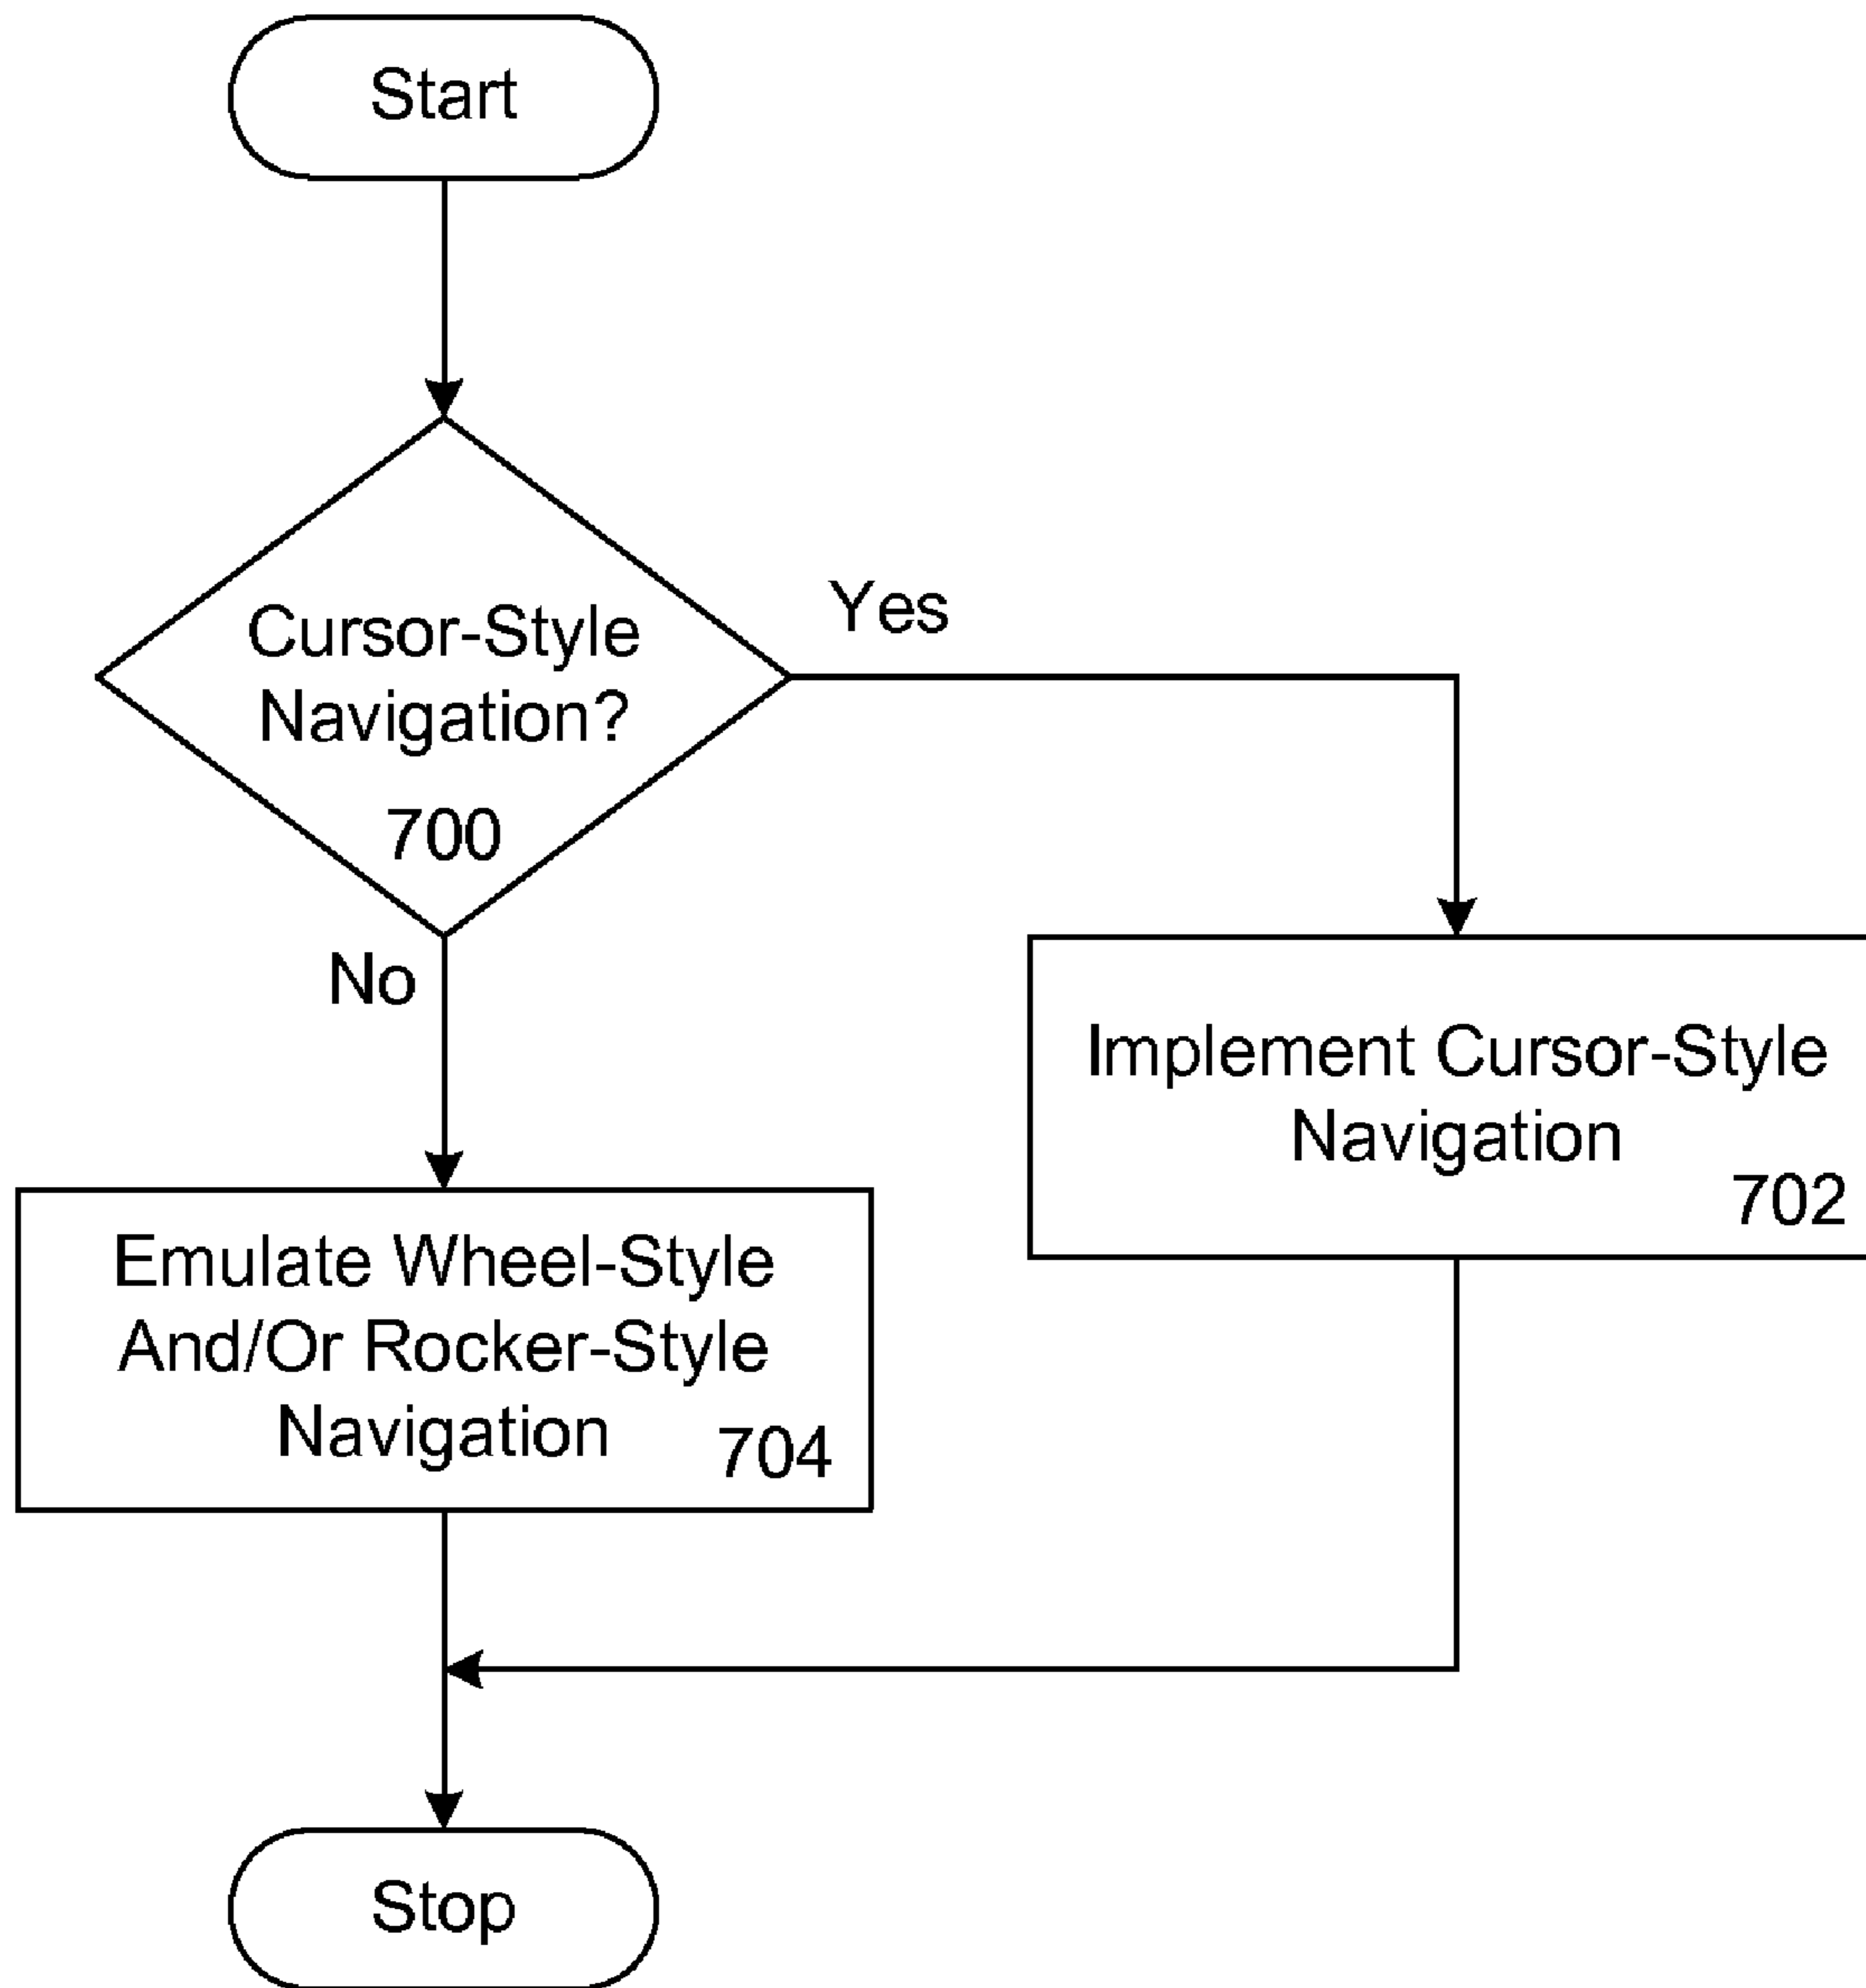 Start
Cursor-Style
Navigation?
700
Yes
No
Implement Cursor-Style
Navigation
702
Emulate Wheel-Style
And/Or Rocker-Style
Navigation
704
Stop